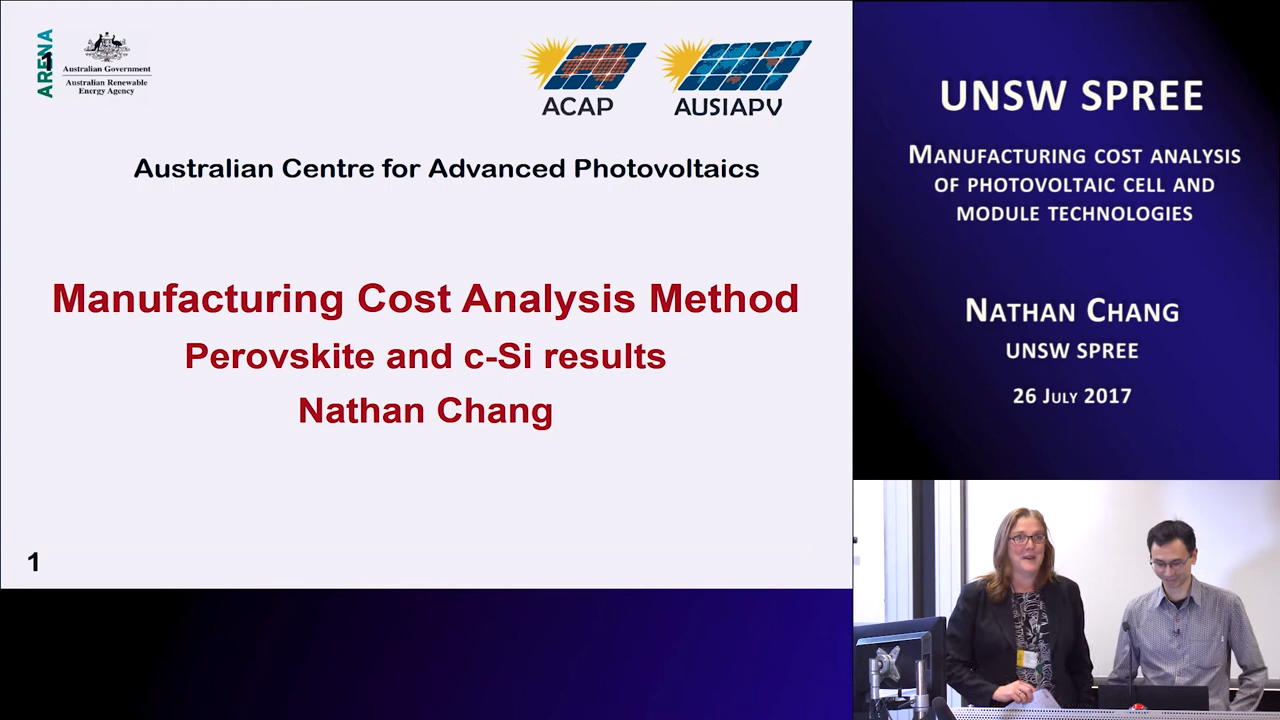 ARENA
1
Australian Government
Australian Renewable
Energy Agency
ACAP
AUSIAPV
Australian Centre for Advanced Photovoltaics
Manufacturing Cost Analysis Method
Perovskite and c-Si results
Nathan Chang
1
UNSW SPREE
MANUFACTURING COST ANALYSIS
OF PHOTOVOLTAIC CELL AND
MODULE TECHNOLOGIES
NATHAN CHANG
UNSW SPREE
26 JULY 2017